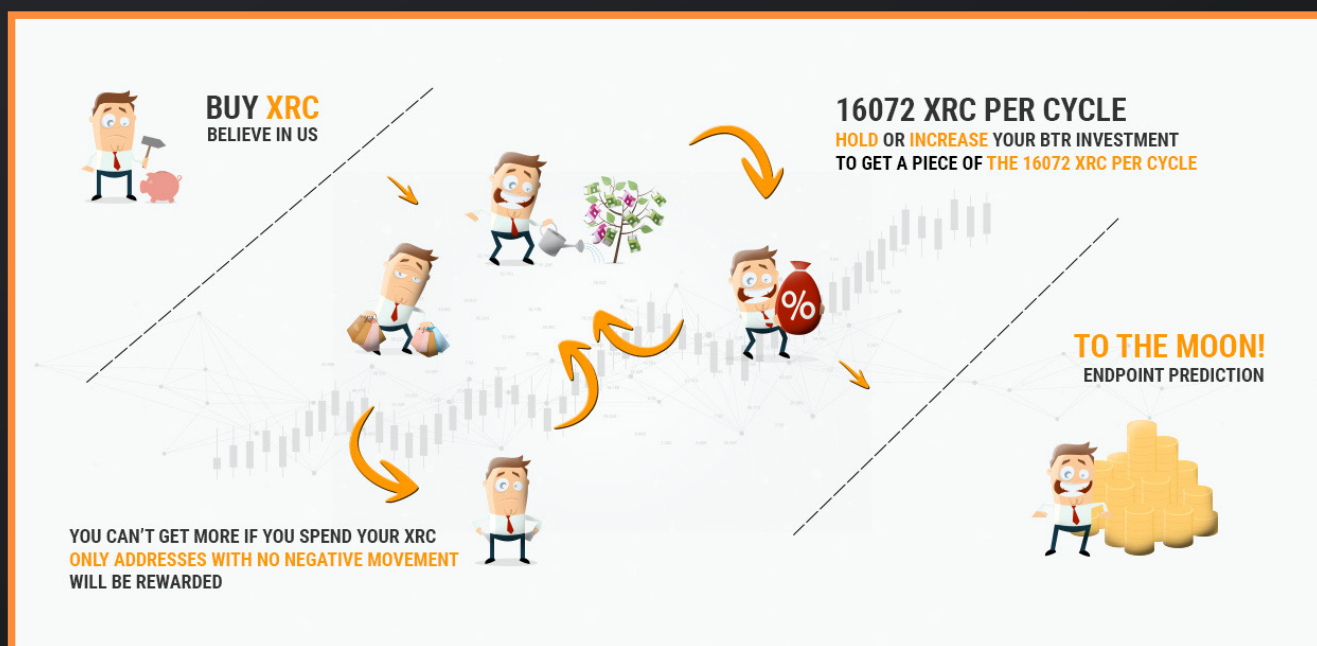 BUY XRC
BELIEVE IN US
16072 XRC PER CYCLE
HOLD OR INCREASE YOUR BTR INVESTMENT
TO GET A PIECE OF THE 16072 XRC PER CYCLE
%
TO THE MOON!
ENDPOINT PREDICTION
YOU CAN'T GET MORE IF YOU SPEND YOUR XRC
ONLY ADDRESSES WITH NO NEGATIVE MOVEMENT
WILL BE REWARDED